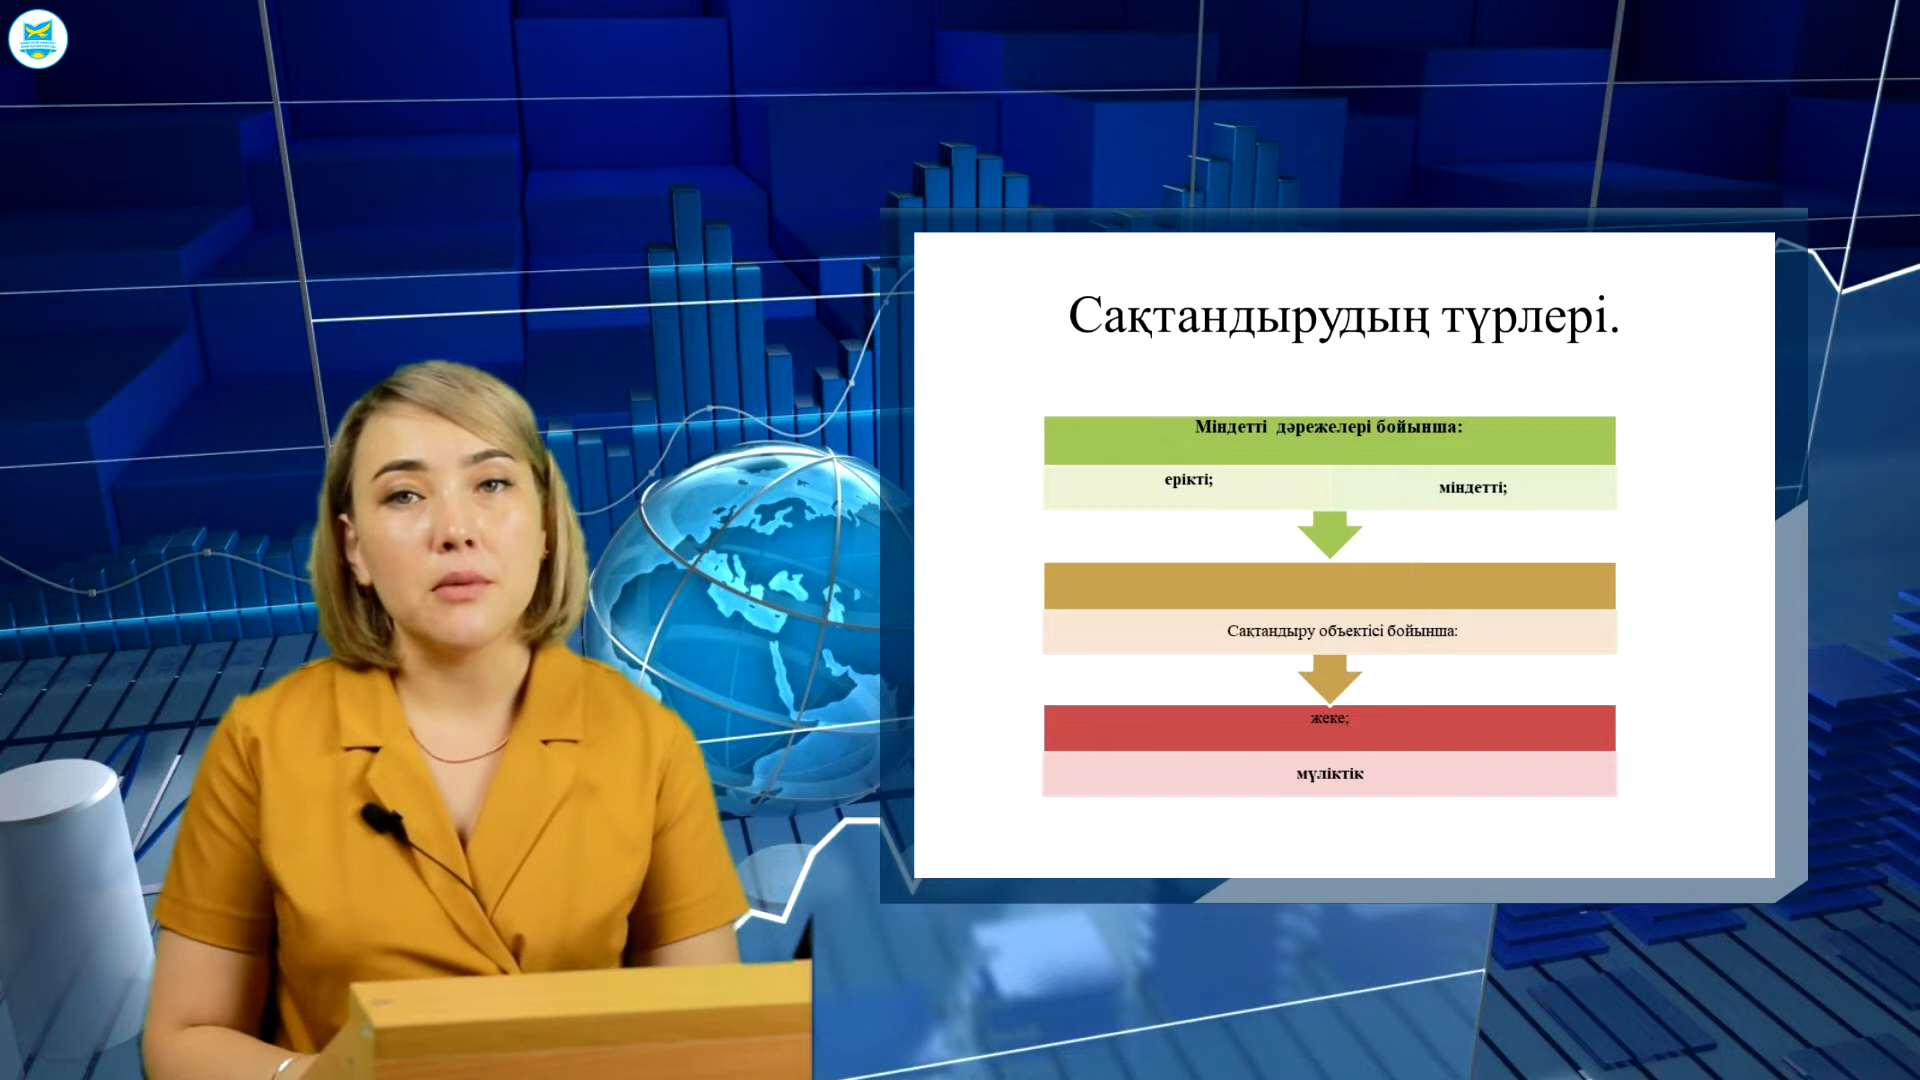 Сақтандырудың түрлері.
Міндетті дәрежелері бойынша:
ерікті;
міндетті;
Сақтандыру объектісі бойынша:
жеке;
мүліктік